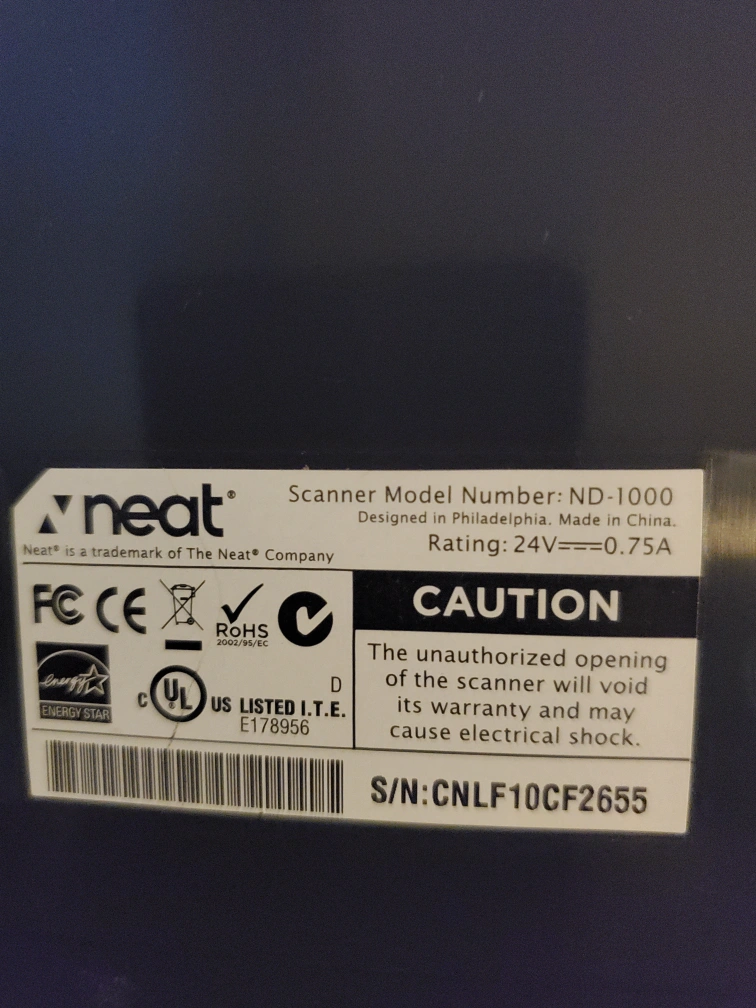 neat®
Scanner Model Number: ND-1000
Designed in Philadelphia. Made in China.
Neat® is a trademark of The Neat® Company
Rating: 24V⎓0.75A
FC CE
RoHS
2002/95/EC
CAUTION
The unauthorized opening
of the scanner will void
its warranty and may
cause electrical shock.
energy
ENERGY STAR
C UL US LISTED I.T.E.
D
E178956
S/N:CNLF10CF2655